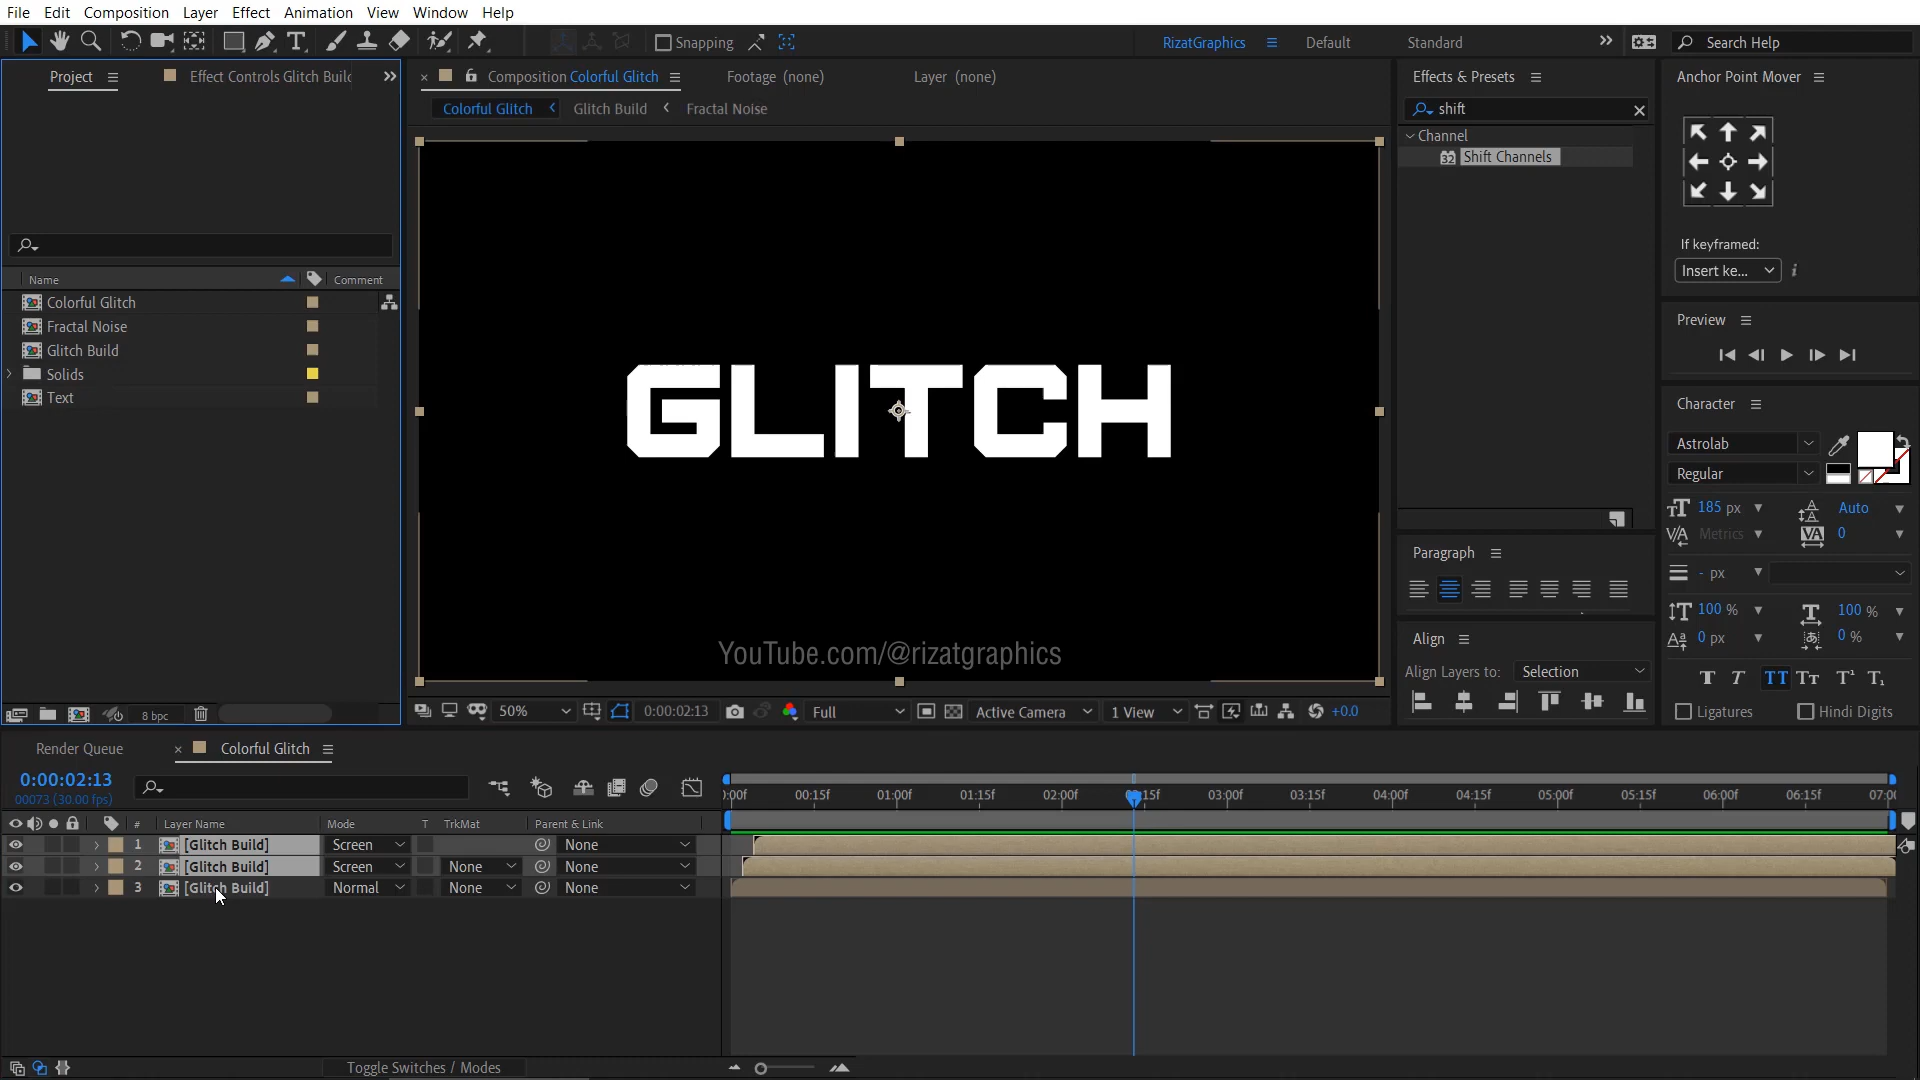 File Edit Composition Layer Effect Animation View Window Help
Snapping RizatGraphics Default Standard Search Help
Project Effect Controls Glitch Build
Composition Colorful Glitch Footage (none) Layer (none)
Colorful Glitch Glitch Build Fractal Noise
Effects & Presets
shift
Channel
32 Shift Channels
Anchor Point Mover
If keyframed:
Insert ke...
Name Comment
Colorful Glitch
Fractal Noise
Glitch Build
Solids
Text
8 bpc
GLITCH
YouTube.com/@rizatgraphics
50% 0:00:02:13 Full Active Camera 1 View +0.0
Preview
Character
Astrolab
Regular
185 px Auto
Metrics 0
- px
100 % 100 %
0 px 0 %
T T TT Tt T¹ T₁
Ligatures Hindi Digits
Paragraph
Align
Align Layers to: Selection
Render Queue Colorful Glitch
0:00:02:13
00073 (30.00 fps)
:00f 00:15f 01:00f 01:15f 02:00f 15f 03:00f 03:15f 04:00f 04:15f 05:00f 05:15f 06:00f 06:15f 07:00
# Layer Name Mode T TrkMat Parent & Link
1 [Glitch Build] Screen None
2 [Glitch Build] Screen None None
3 [Glitch Build] Normal None None
Toggle Switches / Modes